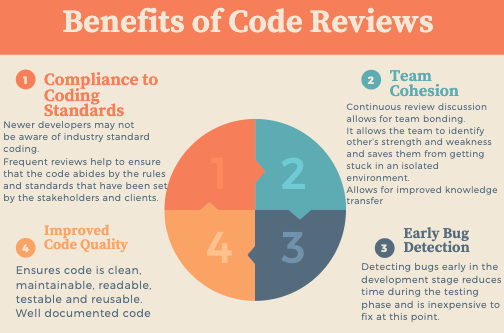 Benefits of Code Reviews
1
Compliance to
Coding
Standards
Newer developers may not
be aware of industry standard
coding.
Frequent reviews help to ensure
that the code abides by the rules
and standards that have been set
by the stakeholders and clients.
2
Team
Cohesion
Continuous review discussion
allows for team bonding.
It allows the team to identify
other's strength and weakness
and saves them from getting
stuck in an isolated
environment.
Allows for improved knowledge
transfer
1
2
4
3
3
Early Bug
Detection
Detecting bugs early in the
development stage reduces
time during the testing
phase and is inexpensive to
fix at this point.
4
Improved
Code Quality
Ensures code is clean,
maintainable, readable,
testable and reusable.
Well documented code